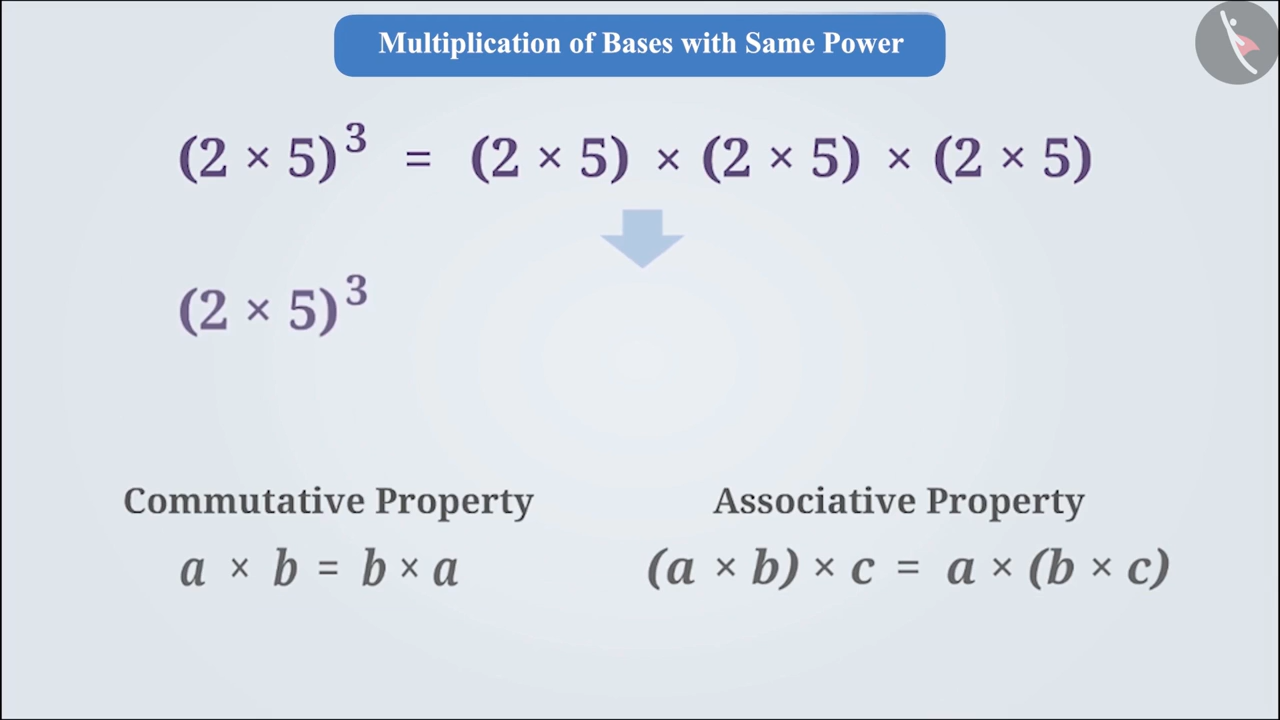 Multiplication of Bases with Same Power
(2 × 5)³ = (2 × 5) × (2 × 5) × (2 × 5)
(2 × 5)³
Commutative Property
a × b = b × a
Associative Property
(a × b) × c = a × (b × c)